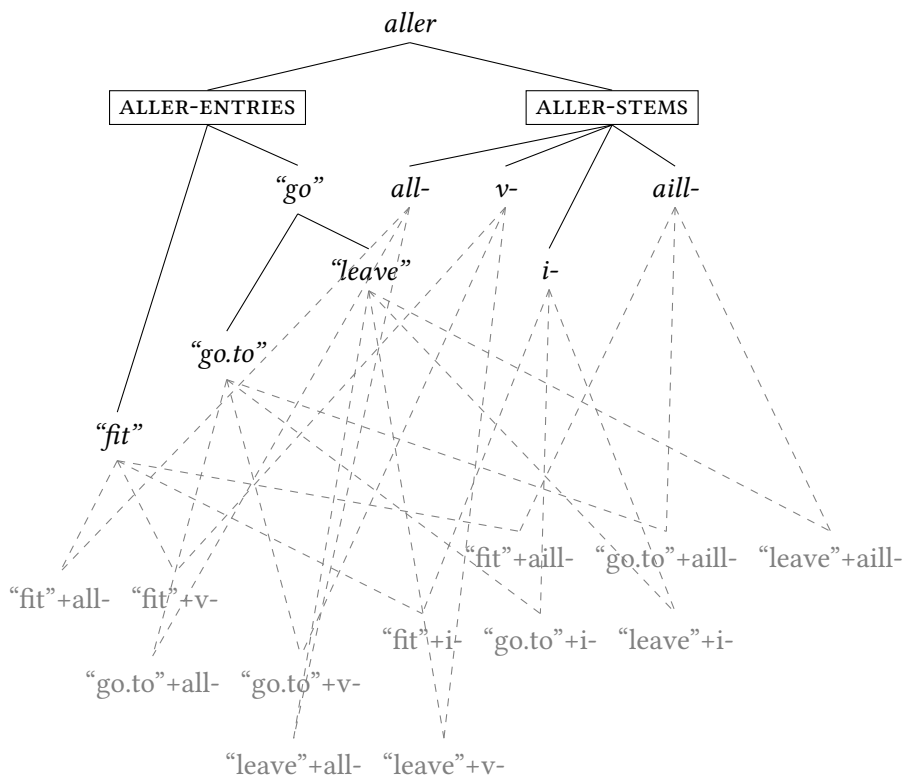 aller
ALLER-ENTRIES ALLER-STEMS
“go” all- v- aill-
“leave” i-
“go.to”
“fit”
“fit”+aill- “go.to”+aill- “leave”+aill-
“fit”+all- “fit”+v-
“fit”+i- “go.to”+i- “leave”+i-
“go.to”+all- “go.to”+v-
“leave”+all- “leave”+v-